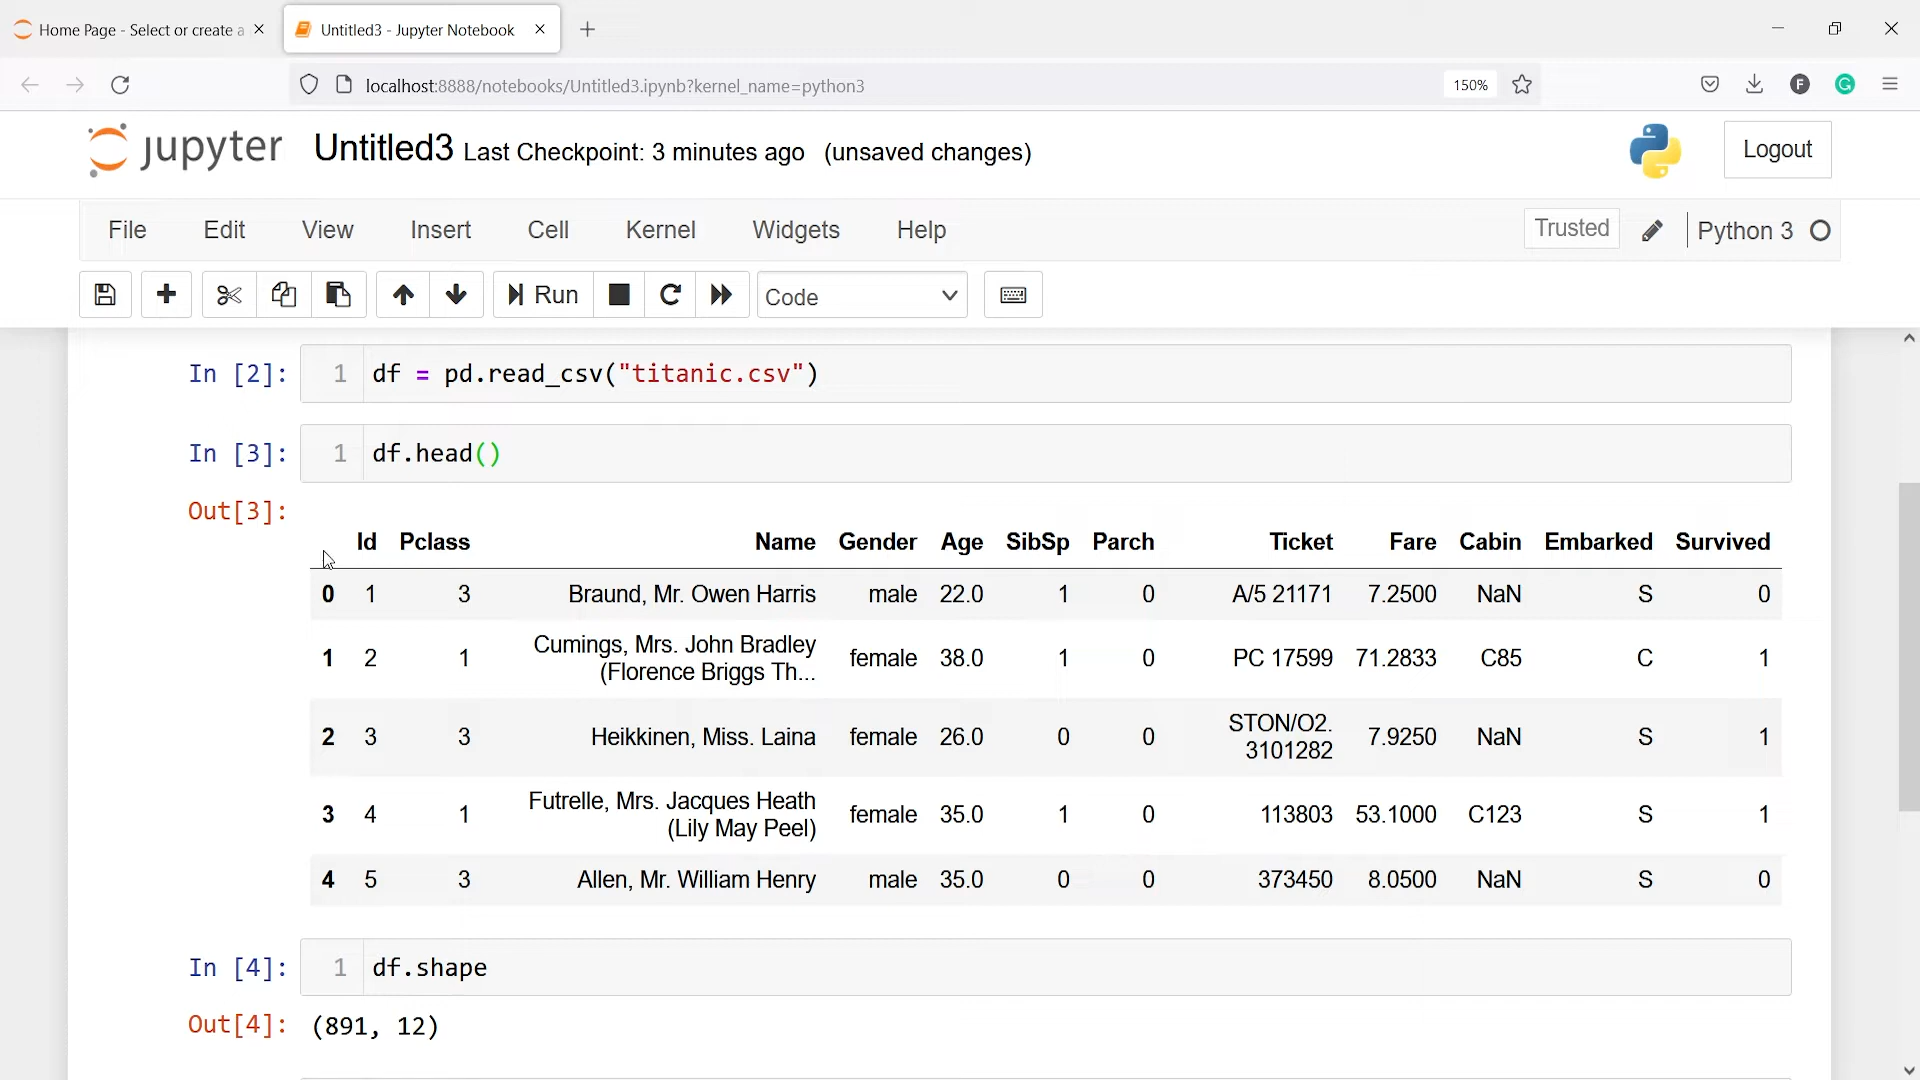 Home Page - Select or create a
Untitled3 - Jupyter Notebook
localhost:8888/notebooks/Untitled3.ipynb?kernel_name=python3
150%
F
G
jupyter Untitled3 Last Checkpoint: 3 minutes ago (unsaved changes)
Logout
File Edit View Insert Cell Kernel Widgets Help
Trusted
Python 3
Run
Code
In [2]: 1 df = pd.read_csv("titanic.csv")
In [3]: 1 df.head()
Out[3]:
Id Pclass Name Gender Age SibSp Parch Ticket Fare Cabin Embarked Survived
0 1 3 Braund, Mr. Owen Harris male 22.0 1 0 A/5 21171 7.2500 NaN S 0
1 2 1 Cumings, Mrs. John Bradley
(Florence Briggs Th... female 38.0 1 0 PC 17599 71.2833 C85 C 1
2 3 3 Heikkinen, Miss. Laina female 26.0 0 0 STON/O2.
3101282 7.9250 NaN S 1
3 4 1 Futrelle, Mrs. Jacques Heath
(Lily May Peel) female 35.0 1 0 113803 53.1000 C123 S 1
4 5 3 Allen, Mr. William Henry male 35.0 0 0 373450 8.0500 NaN S 0
In [4]: 1 df.shape
Out[4]: (891, 12)